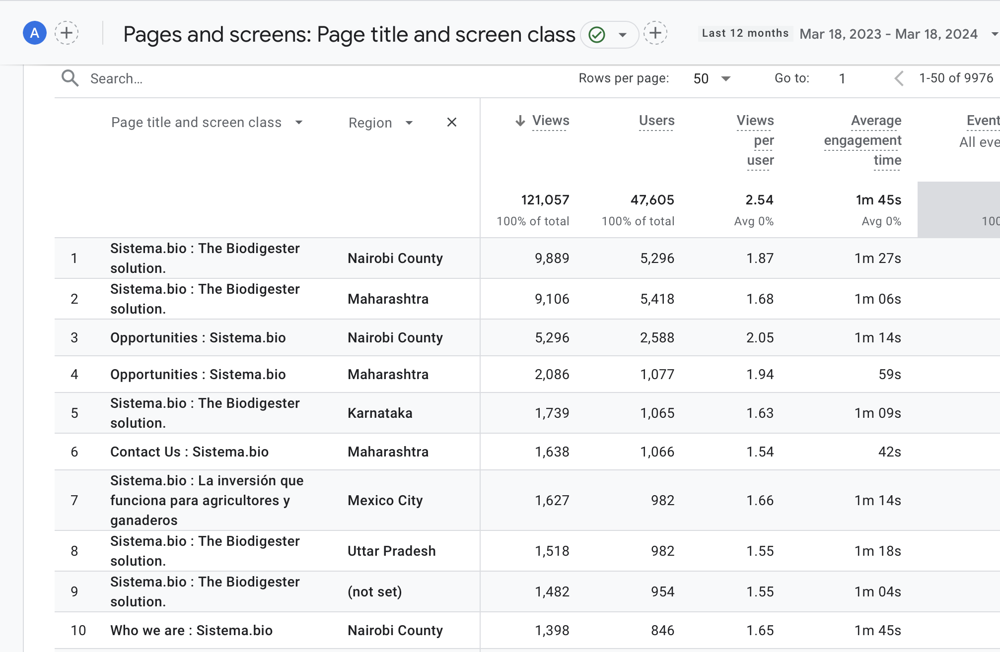 A
Pages and screens: Page title and screen class
Last 12 months Mar 18, 2023 - Mar 18, 2024
Search...
Rows per page: 50 Go to: 1 1-50 of 9976
Page title and screen class Region Views Users Views per user Average engagement time Event
All eve
121,057 47,605 2.54 1m 45s
100% of total 100% of total Avg 0% Avg 0% 100
1 Sistema.bio : The Biodigester solution. Nairobi County 9,889 5,296 1.87 1m 27s
2 Sistema.bio : The Biodigester solution. Maharashtra 9,106 5,418 1.68 1m 06s
3 Opportunities : Sistema.bio Nairobi County 5,296 2,588 2.05 1m 14s
4 Opportunities : Sistema.bio Maharashtra 2,086 1,077 1.94 59s
5 Sistema.bio : The Biodigester solution. Karnataka 1,739 1,065 1.63 1m 09s
6 Contact Us : Sistema.bio Maharashtra 1,638 1,066 1.54 42s
7 Sistema.bio : La inversión que funciona para agricultores y ganaderos Mexico City 1,627 982 1.66 1m 14s
8 Sistema.bio : The Biodigester solution. Uttar Pradesh 1,518 982 1.55 1m 18s
9 Sistema.bio : The Biodigester solution. (not set) 1,482 954 1.55 1m 04s
10 Who we are : Sistema.bio Nairobi County 1,398 846 1.65 1m 45s